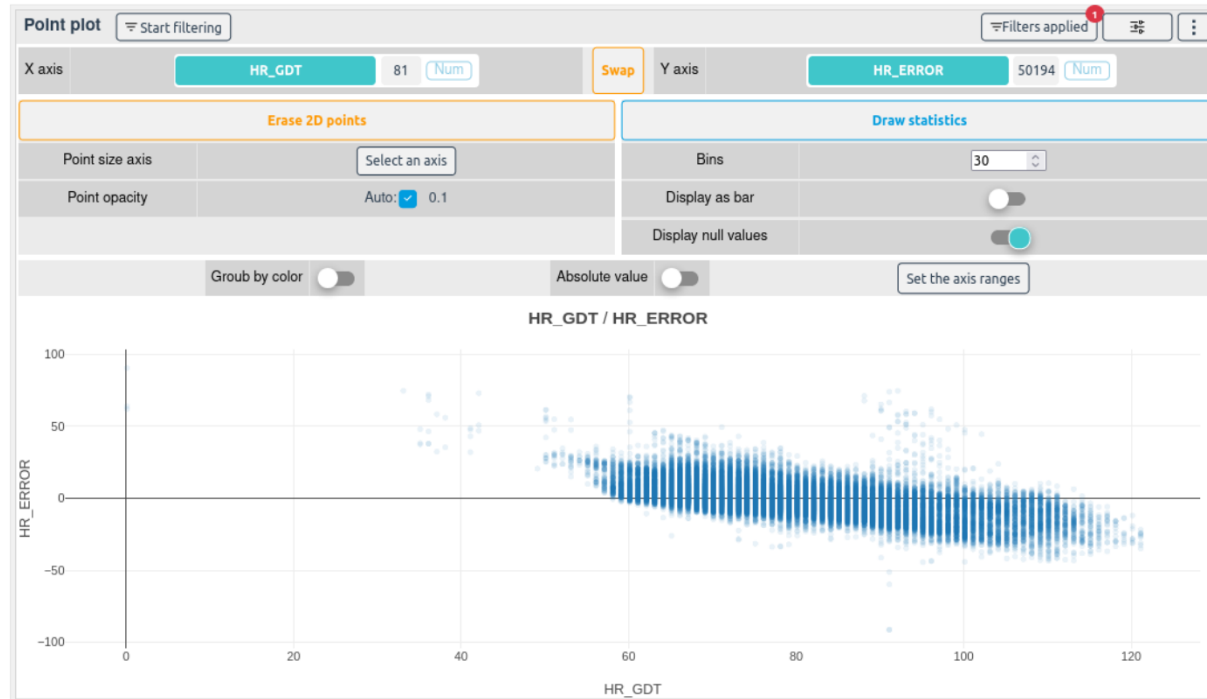 Point plot Start filtering Filters applied 1
X axis HR_GDT 81 Num Swap Y axis HR_ERROR 50194 Num
Erase 2D points Draw statistics
Point size axis Select an axis Bins 30
Point opacity Auto: 0.1 Display as bar
Display null values
Groub by color Absolute value Set the axis ranges
HR_GDT / HR_ERROR
100
50
0
−50
−100
HR_ERROR
0 20 40 60 80 100 120
HR_GDT